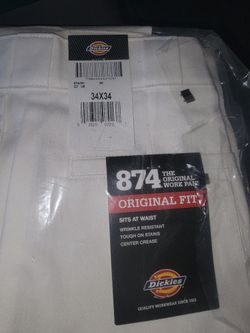 Dickies
34X34
874 THE ORIGINAL WORK PANT
ORIGINAL FIT
SITS AT WAIST
WRINKLE RESISTANT
TOUGH ON STAINS
CENTER CREASE
Dickies
QUALITY WORKWEAR SINCE 1922